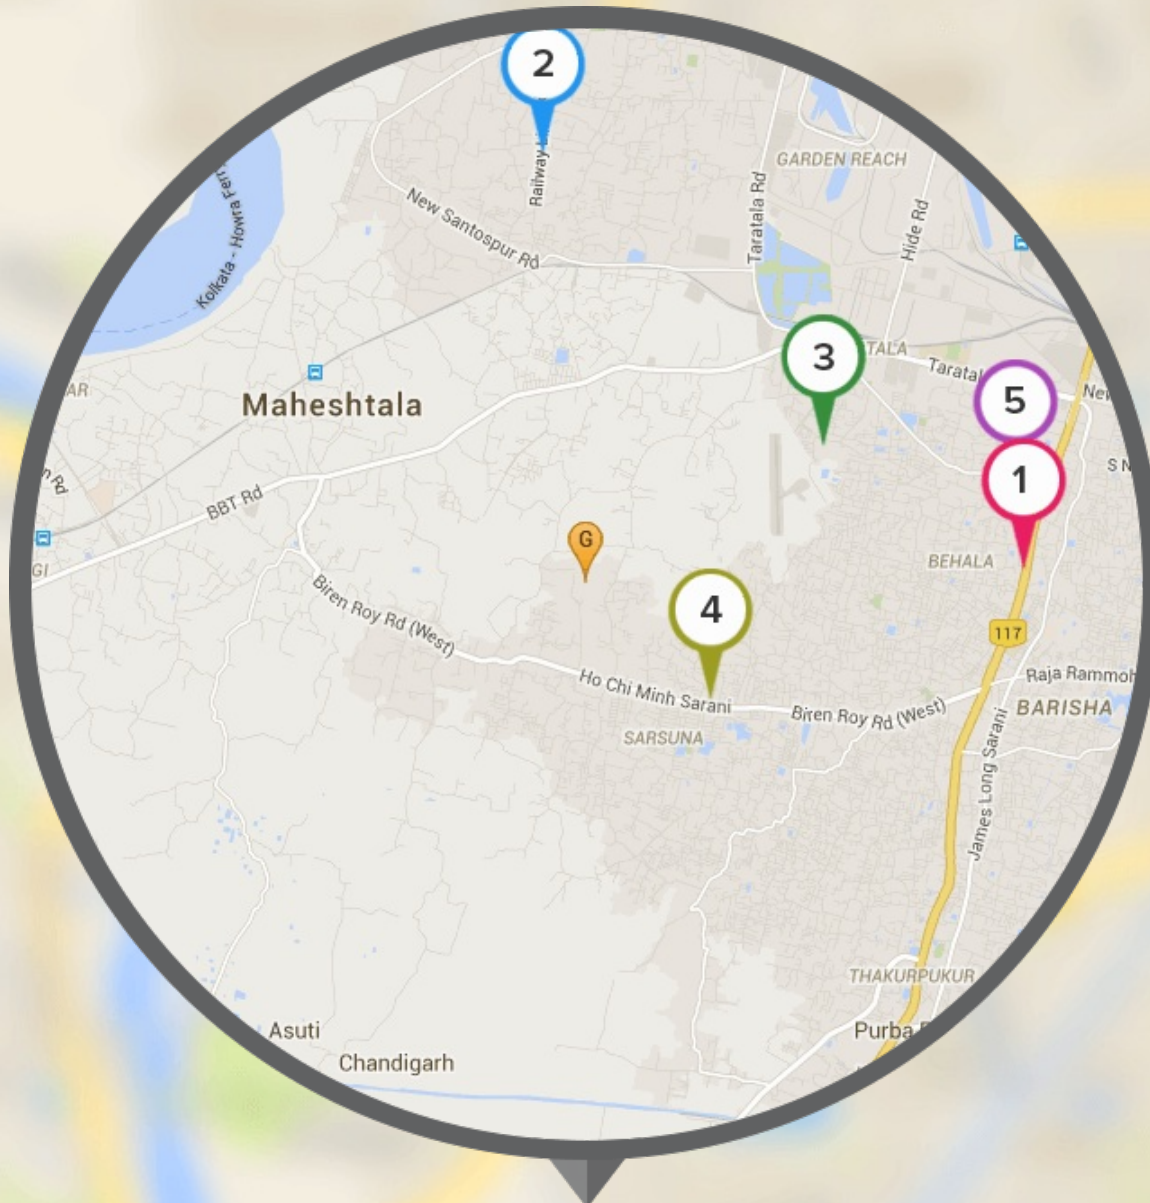 2
GARDEN REACH
Railway
Taratala Rd
Kolkata - Howra
Hide Rd
New Santospur Rd
3
TALA
Taratal
5
New
AR
Maheshtala
1
S N
n Rd
BBT Rd
G
BEHALA
GI
Biren Roy Rd (West)
4
117
Ho Chi Minh Sarani
Raja Rammoh
Biren Roy Rd (West)
BARISHA
SARSUNA
James Long Sarani
THAKURPUKUR
Asuti
Purba
Chandigarh